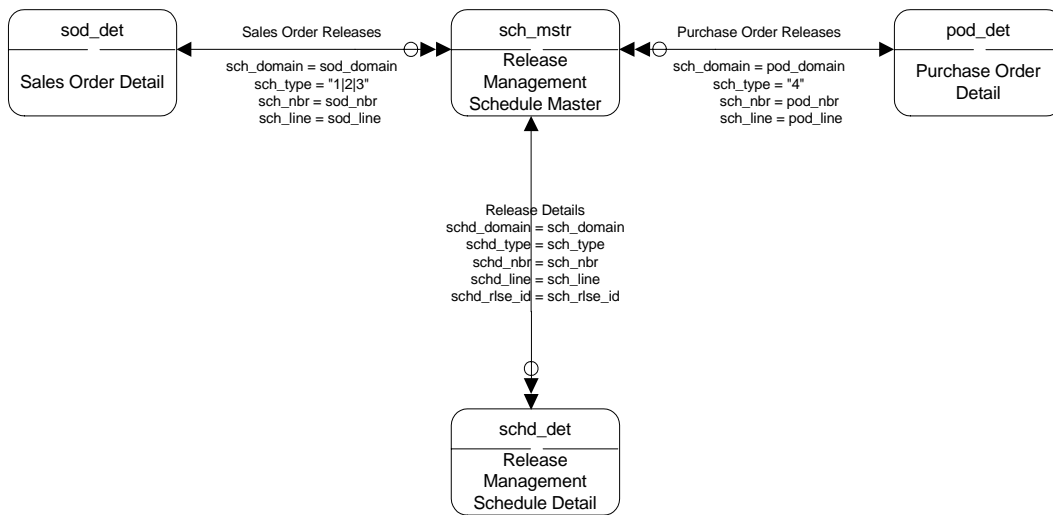 sod_det
Sales Order Detail
Sales Order Releases
sch_domain = sod_domain
sch_type = "1|2|3"
sch_nbr = sod_nbr
sch_line = sod_line
sch_mstr
Release
Management
Schedule Master
Purchase Order Releases
sch_domain = pod_domain
sch_type = "4"
sch_nbr = pod_nbr
sch_line = pod_line
pod_det
Purchase Order
Detail
Release Details
schd_domain = sch_domain
schd_type = sch_type
schd_nbr = sch_nbr
schd_line = sch_line
schd_rlse_id = sch_rlse_id
schd_det
Release
Management
Schedule Detail